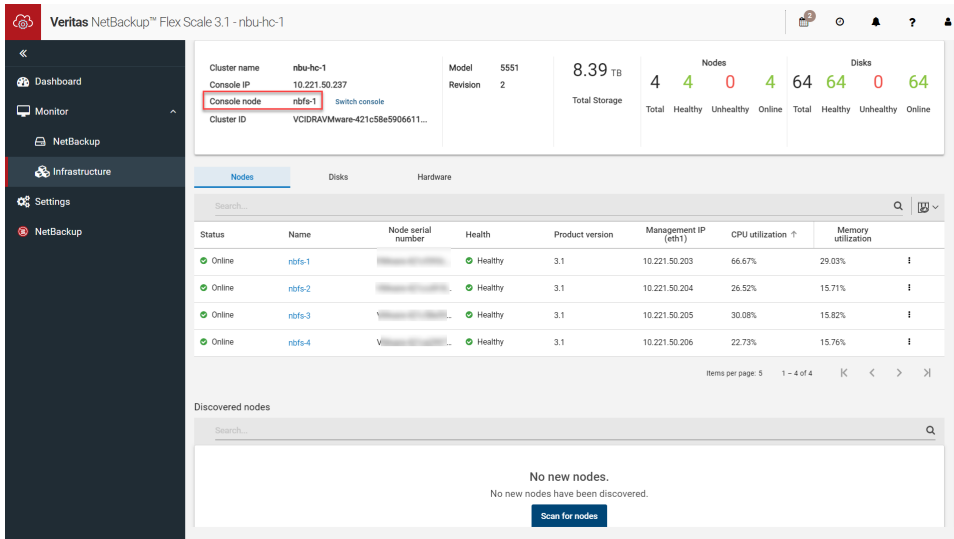 Veritas NetBackup™ Flex Scale 3.1 - nbu-hc-1
2
?
Dashboard
Monitor
NetBackup
Infrastructure
Settings
NetBackup
Cluster name nbu-hc-1
Console IP 10.221.50.237
Console node nbfs-1 Switch console
Cluster ID VCIDRAVMware-421c58e5906611...
Model 5551
Revision 2
8.39 TB
Total Storage
Nodes
4 4 0 4
Total Healthy Unhealthy Online
Disks
64 64 0 64
Total Healthy Unhealthy Online
Nodes Disks Hardware
Search...
Status Name Node serial number Health Product version Management IP (eth1) CPU utilization Memory utilization
Online nbfs-1 Healthy 3.1 10.221.50.203 66.67% 29.03%
Online nbfs-2 Healthy 3.1 10.221.50.204 26.52% 15.71%
Online nbfs-3 Healthy 3.1 10.221.50.205 30.08% 15.82%
Online nbfs-4 Healthy 3.1 10.221.50.206 22.73% 15.76%
Items per page: 5 1 – 4 of 4
Discovered nodes
Search...
No new nodes.
No new nodes have been discovered.
Scan for nodes